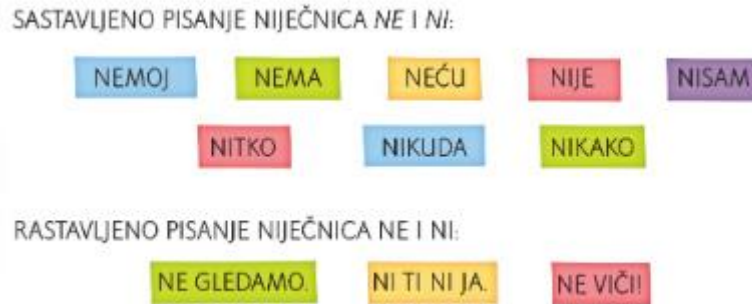 SASTAVLJENO PISANJE NIJEČNICA NE I NI:
NEMOJ NEMA NEĆU NIJE NISAM
NITKO NIKUDA NIKAKO
RASTAVLJENO PISANJE NIJEČNICA NE I NI:
NE GLEDAMO. NI TI NI JA. NE VIČI!